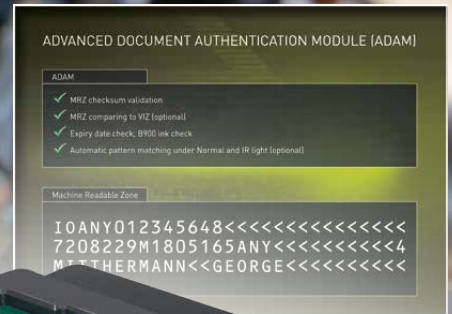 ADVANCED DOCUMENT AUTHENTICATION MODULE (ADAM)
ADAM
MRZ checksum validation
MRZ comparing to VIZ (optional)
Expiry date check, B900 ink check
Automatic pattern matching under Normal and IR light (optional)
Machine Readable Zone
IOANY012345648<<<<<<<<<<<<<<<<
7208229M1805165ANY<<<<<<<<<<<4
MITTHERMANN<<GEORGE<<<<<<<<<<<